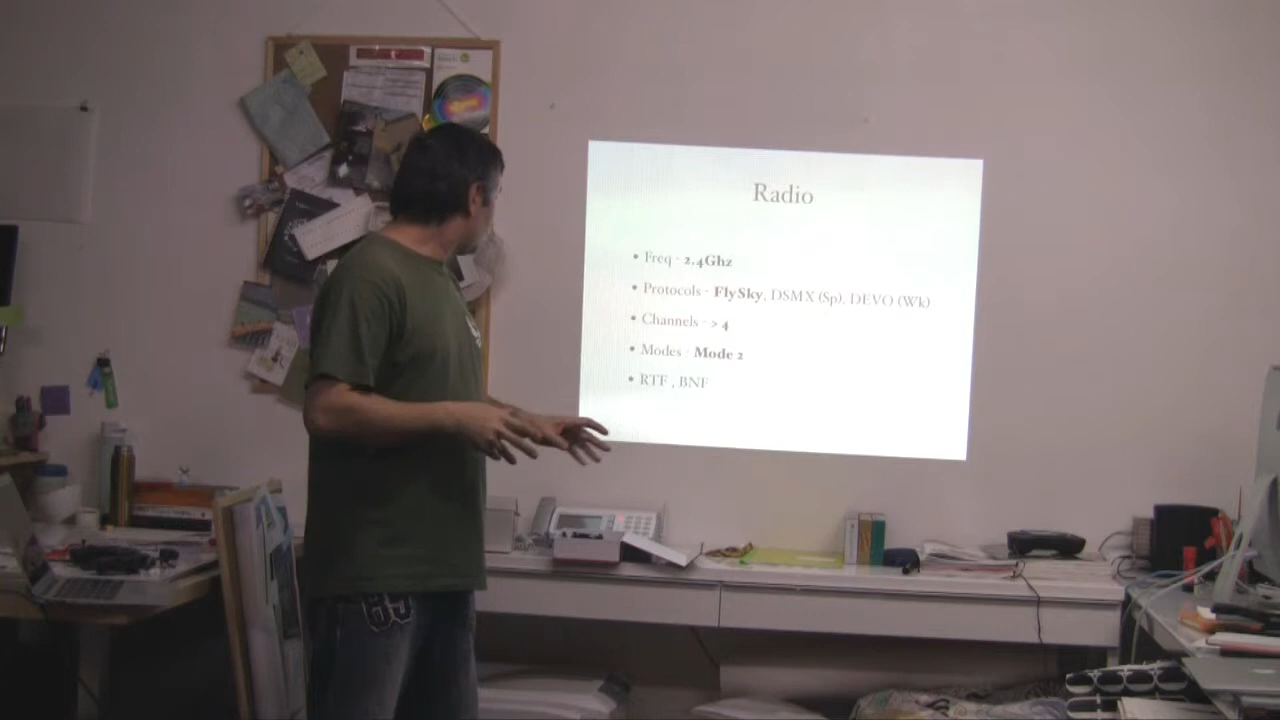 Radio
• Freq - 2.4Ghz
• Protocols - FlySky, DSMX (Sp), DEVO (Wk)
• Channels - > 4
• Modes - Mode 2
• RTF , BNF